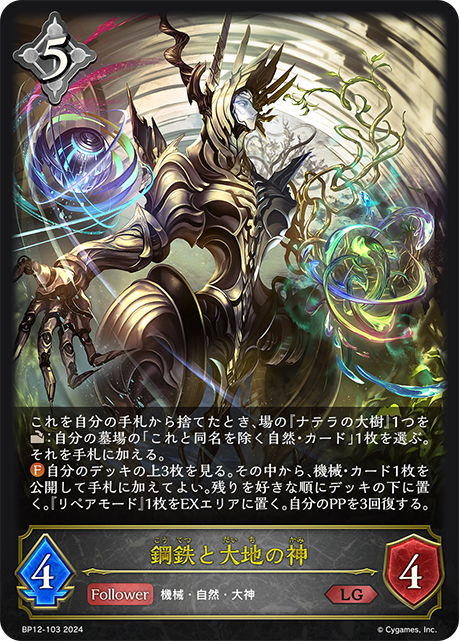 5
これを自分の手札から捨てたとき、場の『ナテラの大樹』1つを
:自分の墓場の「これと同名を除く自然・カード」1枚を選ぶ。
それを手札に加える。
F自分のデッキの上3枚を見る。その中から、機械・カード1枚を
公開して手札に加えてよい。残りを好きな順にデッキの下に置
く。『リペアモード』1枚をEXエリアに置く。自分のPPを3回復する。
こうてつ だいち かみ
鋼鉄と大地の神
4
Follower 機械・自然・大神
LG
4
BP12-103 2024
© Cygames, Inc.